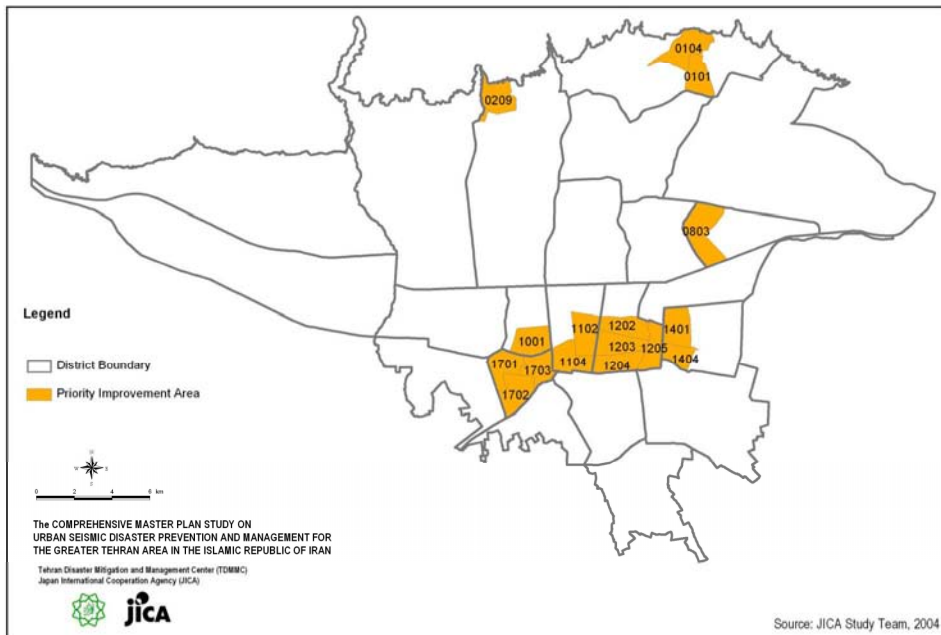 0104
0101
0209
0803
1102
1202
1401
1001
1203
1205
1701
1703
1104
1204
1404
1702
Legend
District Boundary
Priority Improvement Area
N
W E
S
0 2 4 6 km
The COMPREHENSIVE MASTER PLAN STUDY ON
URBAN SEISMIC DISASTER PREVENTION AND MANAGEMENT FOR
THE GREATER TEHRAN AREA IN THE ISLAMIC REPUBLIC OF IRAN
Tehran Disaster Mitigation and Management Center (TDMMC)
Japan International Cooperation Agency (JICA)
jICA
Source: JICA Study Team, 2004